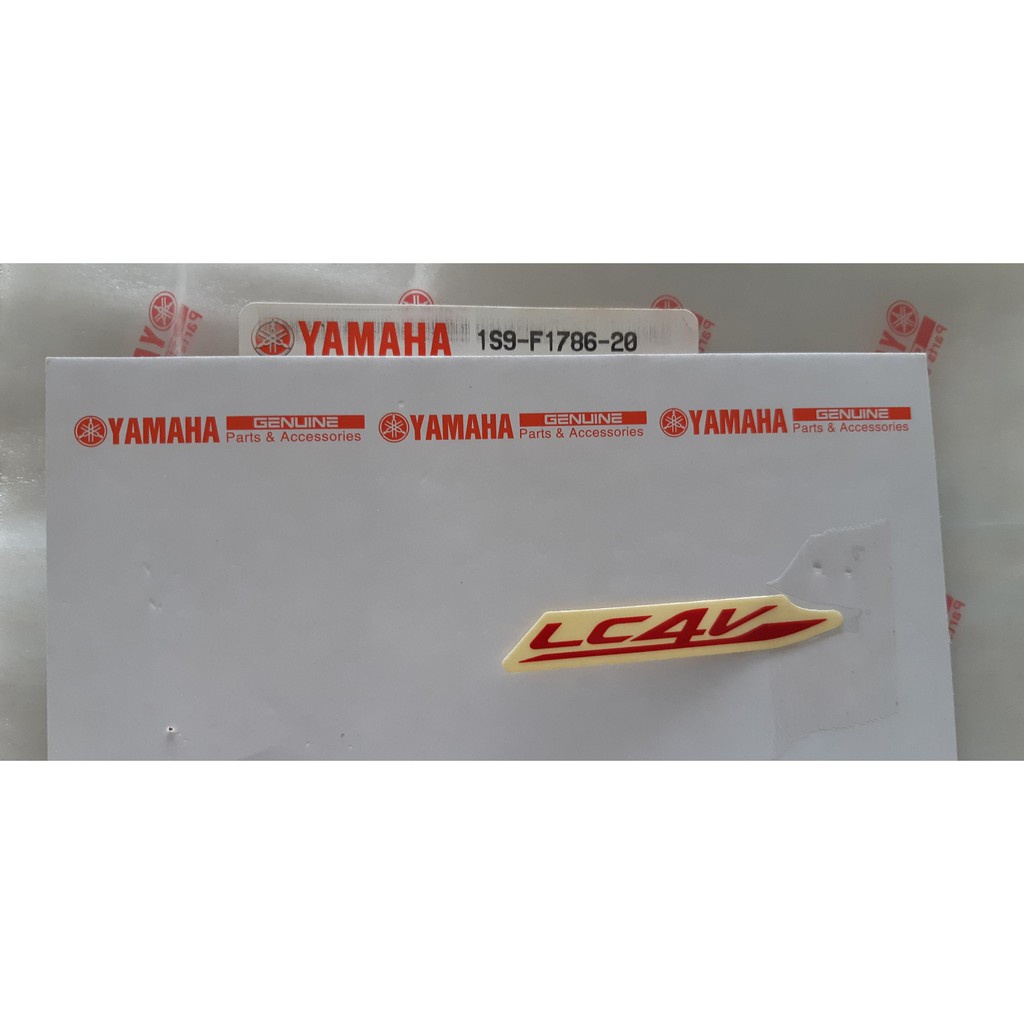 YAMAHA 1S9-F1786-20
YAMAHA GENUINE Parts & Accessories YAMAHA GENUINE Parts & Accessories YAMAHA GENUINE Parts & Accessories
LC4V